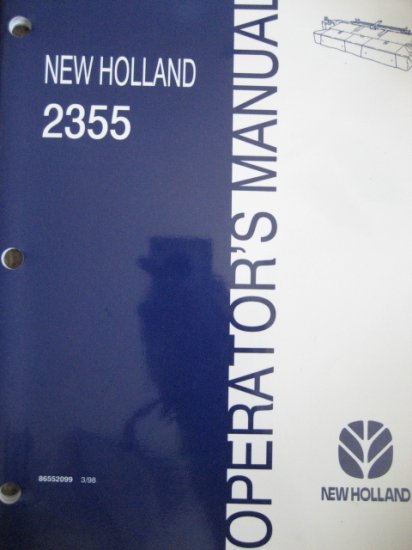 NEW HOLLAND
2355
OPERATOR'S MANUAL
86552099 3/98
NEW HOLLAND